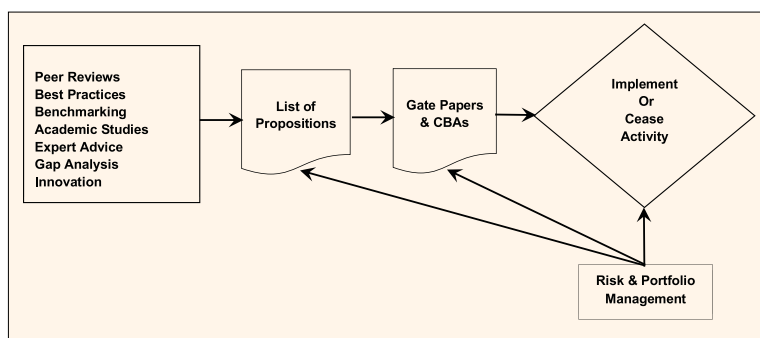 Peer Reviews
Best Practices
Benchmarking
Academic Studies
Expert Advice
Gap Analysis
Innovation
List of
Propositions
Gate Papers
& CBAs
Implement
Or
Cease
Activity
Risk & Portfolio
Management